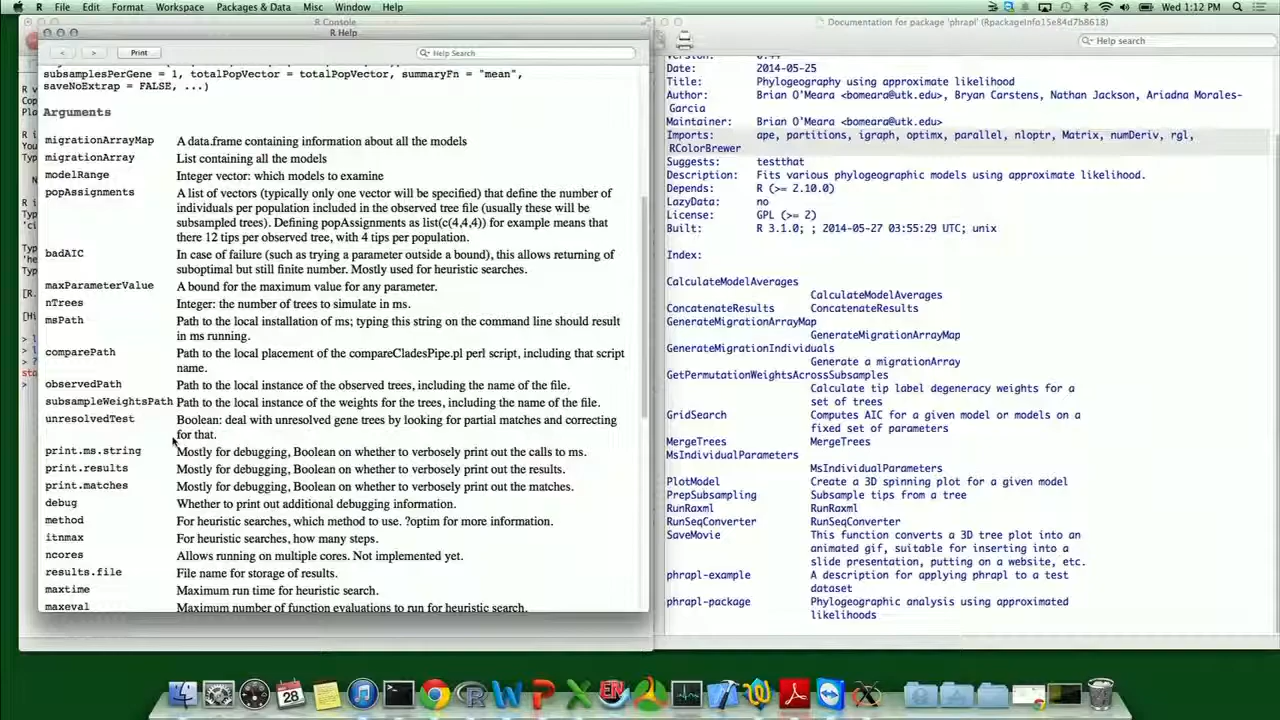 R File Edit Format Workspace Packages & Data Misc Window Help
Wed 1:12 PM
R Console
R Help
Print
Help Search
subsamplesPerGene = 1, totalPopVector = totalPopVector, summaryFn = "mean",
saveNoExtrap = FALSE, ...)
Arguments
migrationArrayMap A data.frame containing information about all the models
migrationArray List containing all the models
modelRange Integer vector: which models to examine
popAssignments A list of vectors (typically only one vector will be specified) that define the number of
individuals per population included in the observed tree file (usually these will be
subsampled trees). Defining popAssignments as list(c(4,4,4)) for example means that
there 12 tips per observed tree, with 4 tips per population.
badAIC In case of failure (such as trying a parameter outside a bound), this allows returning of
suboptimal but still finite number. Mostly used for heuristic searches.
maxParameterValue A bound for the maximum value for any parameter.
nTrees Integer: the number of trees to simulate in ms.
msPath Path to the local installation of ms; typing this string on the command line should result
in ms running.
comparePath Path to the local placement of the compareCladesPipe.pl perl script, including that script
name.
observedPath Path to the local instance of the observed trees, including the name of the file.
subsampleWeightsPath Path to the local instance of the weights for the trees, including the name of the file.
unresolvedTest Boolean: deal with unresolved gene trees by looking for partial matches and correcting
for that.
print.ms.string Mostly for debugging, Boolean on whether to verbosely print out the calls to ms.
print.results Mostly for debugging, Boolean on whether to verbosely print out the results.
print.matches Mostly for debugging, Boolean on whether to verbosely print out the matches.
debug Whether to print out additional debugging information.
method For heuristic searches, which method to use. ?optim for more information.
itnmax For heuristic searches, how many steps.
ncores Allows running on multiple cores. Not implemented yet.
results.file File name for storage of results.
maxtime Maximum run time for heuristic search.
maxeval Maximum number of function evaluations to run for heuristic search.
Documentation for package 'phrapl' (RpackageInfo15e84d7b8618)
Help search
Date: 2014-05-25
Title: Phylogeography using approximate likelihood
Author: Brian O'Meara <bomeara@utk.edu>, Bryan Carstens, Nathan Jackson, Ariadna Morales-
Garcia
Maintainer: Brian O'Meara <bomeara@utk.edu>
Imports: ape, partitions, igraph, optimx, parallel, nloptr, Matrix, numDeriv, rgl,
RColorBrewer
Suggests: testthat
Description: Fits various phylogeographic models using approximate likelihood.
Depends: R (>= 2.10.0)
LazyData: no
License: GPL (>= 2)
Built: R 3.1.0; ; 2014-05-27 03:55:29 UTC; unix
Index:
CalculateModelAverages
CalculateModelAverages
ConcatenateResults ConcatenateResults
GenerateMigrationArrayMap
GenerateMigrationArrayMap
GenerateMigrationIndividuals
Generate a migrationArray
GetPermutationWeightsAcrossSubsamples
Calculate tip label degeneracy weights for a
set of trees
GridSearch Computes AIC for a given model or models on a
fixed set of parameters
MergeTrees MergeTrees
MsIndividualParameters
MsIndividualParameters
PlotModel Create a 3D spinning plot for a given model
PrepSubsampling Subsample tips from a tree
RunRaxml RunRaxml
RunSeqConverter RunSeqConverter
SaveMovie This function converts a 3D tree plot into an
animated gif, suitable for inserting into a
slide presentation, putting on a website, etc.
phrapl-example A description for applying phrapl to a test
dataset
phrapl-package Phylogeographic analysis using approximated
likelihoods
28